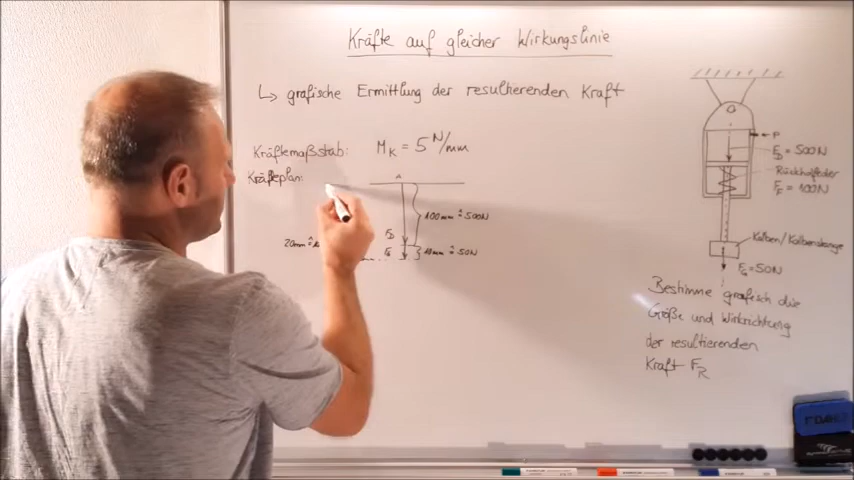 Kräfte auf gleicher Wirkungslinie
↳ grafische Ermittlung der resultierenden Kraft
Kräftemaßstab: M_K = 5 N/mm
Kräfteplan:
A
100mm ≙ 500N
F_D
20mm ≙
F_G
10mm ≙ 50N
P
F_D = 500N
Rückholfeder
F_F = 100N
Kolben/Kolbenstange
F_G = 50N
Bestimme grafisch die
Größe und Wirkrichtung
der resultierenden
Kraft F_R